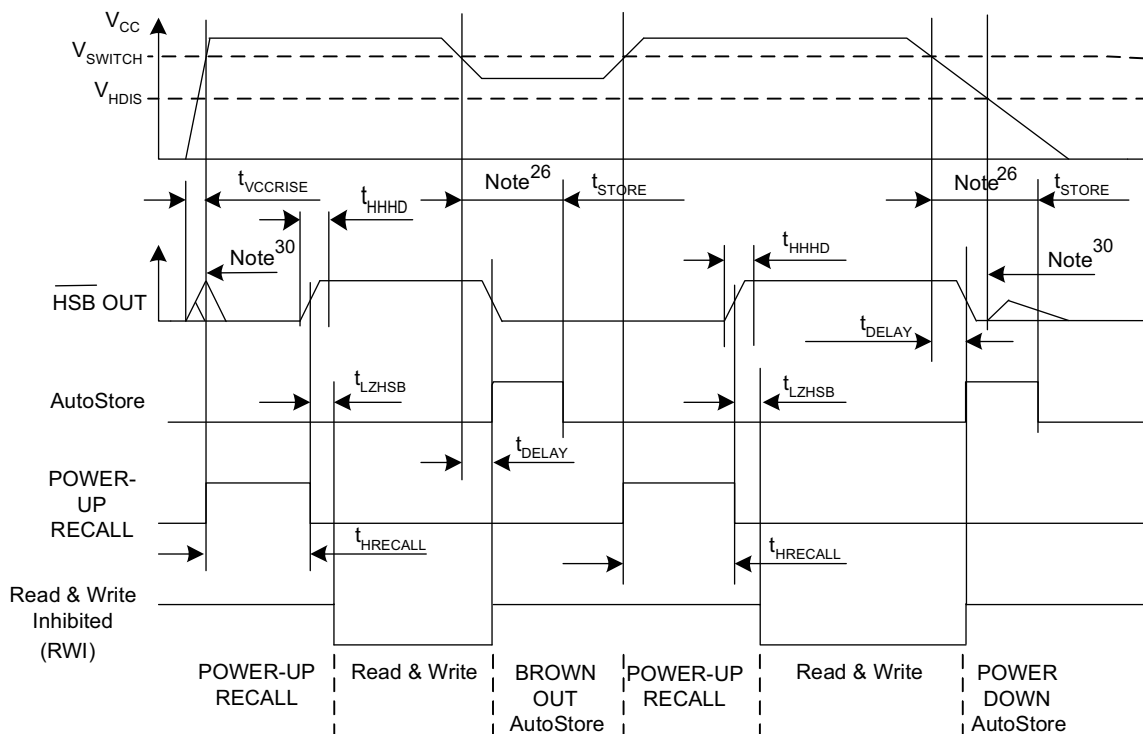 VCC
VSWITCH
VHDIS
tVCCRISE
tHHHD
Note26
tSTORE
Note26
tSTORE
Note30
tHHHD
Note30
HSB OUT
tDELAY
tLZHSB
tLZHSB
AutoStore
tDELAY
POWER-
UP
RECALL
tHRECALL
tHRECALL
Read & Write
Inhibited
(RWI)
POWER-UP
RECALL
Read & Write
BROWN
OUT
AutoStore
POWER-UP
RECALL
Read & Write
POWER
DOWN
AutoStore